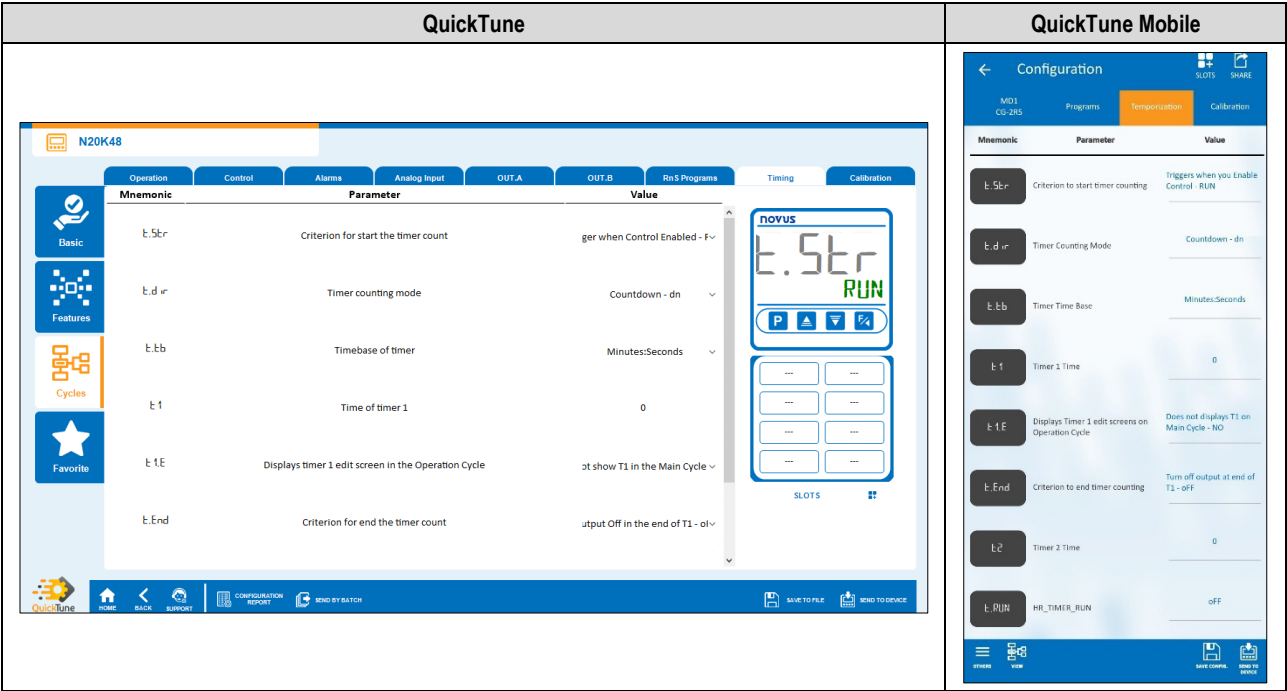 QuickTune
QuickTune Mobile
N20K48
Operation Control Alarms Analog Input OUT.A OUT.B RnS Programs Timing Calibration
Mnemonic Parameter Value
Basic
Features
Cycles
Favorite
t.Str Criterion for start the timer count ger when Control Enabled - F
t.dir Timer counting mode Countdown - dn
t.tb Timebase of timer Minutes:Seconds
t1 Time of timer 1 0
t1.E Displays timer 1 edit screen in the Operation Cycle ot show T1 in the Main Cycle
t.End Criterion for end the timer count utput Off in the end of T1 - of
novus
t.Str
RUN
P F
--- ---
--- ---
--- ---
--- ---
SLOTS
QuickTune
HOME BACK SUPPORT CONFIGURATION REPORT SEND BY BATCH SAVE TO FILE SEND TO DEVICE
Configuration SLOTS SHARE
MD1
CG-2R5 Programs Temporization Calibration
Mnemonic Parameter Value
t.Str Criterion to start timer counting Triggers when you Enable
Control - RUN
t.dir Timer Counting Mode Countdown - dn
t.tb Timer Time Base Minutes:Seconds
t1 Timer 1 Time 0
t1.E Displays Timer 1 edit screens on
Operation Cycle
Does not displays T1 on
Main Cycle - NO
t.End Criterion to end timer counting Turn off output at end of
T1 - oFF
t2 Timer 2 Time 0
t.RUN HR_TIMER_RUN oFF
OTHERS VIEW SAVE CONFIG. SEND TO
DEVICE